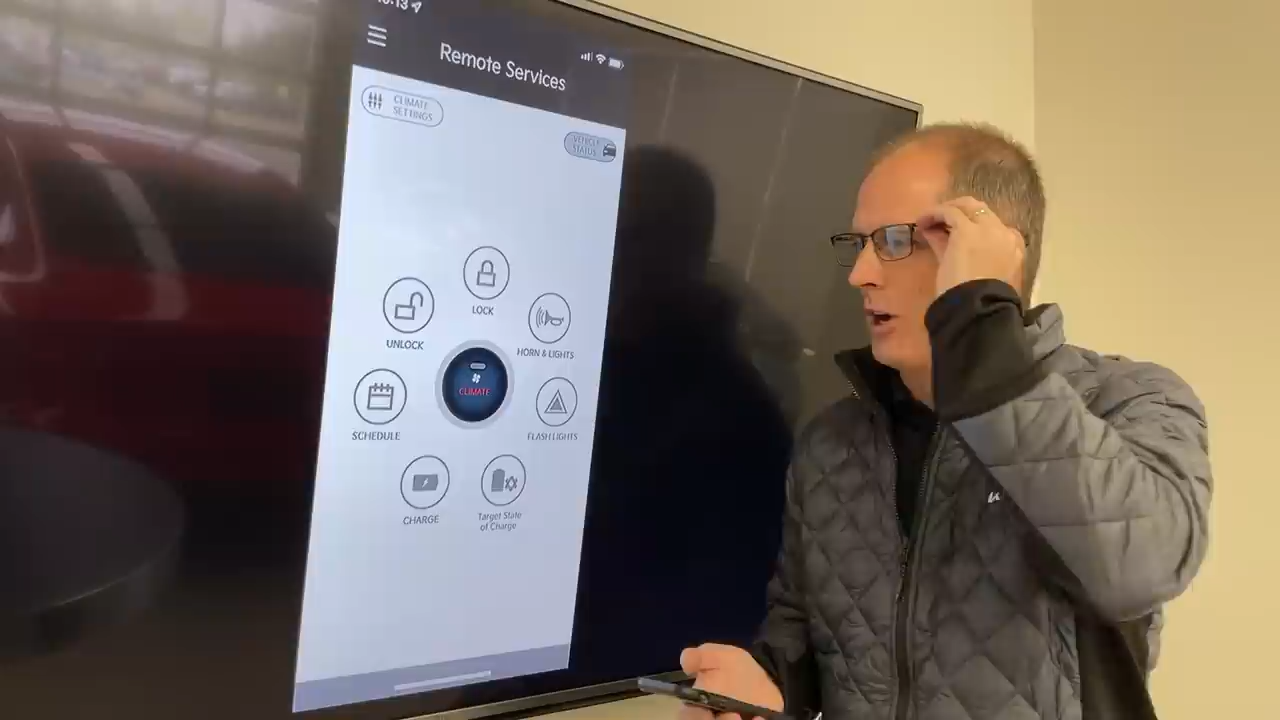 Remote Services
CLIMATE
SETTINGS
VEHICLE
STATUS
LOCK
UNLOCK
HORN & LIGHTS
CLIMATE
SCHEDULE
FLASH LIGHTS
CHARGE
Target State
of Charge